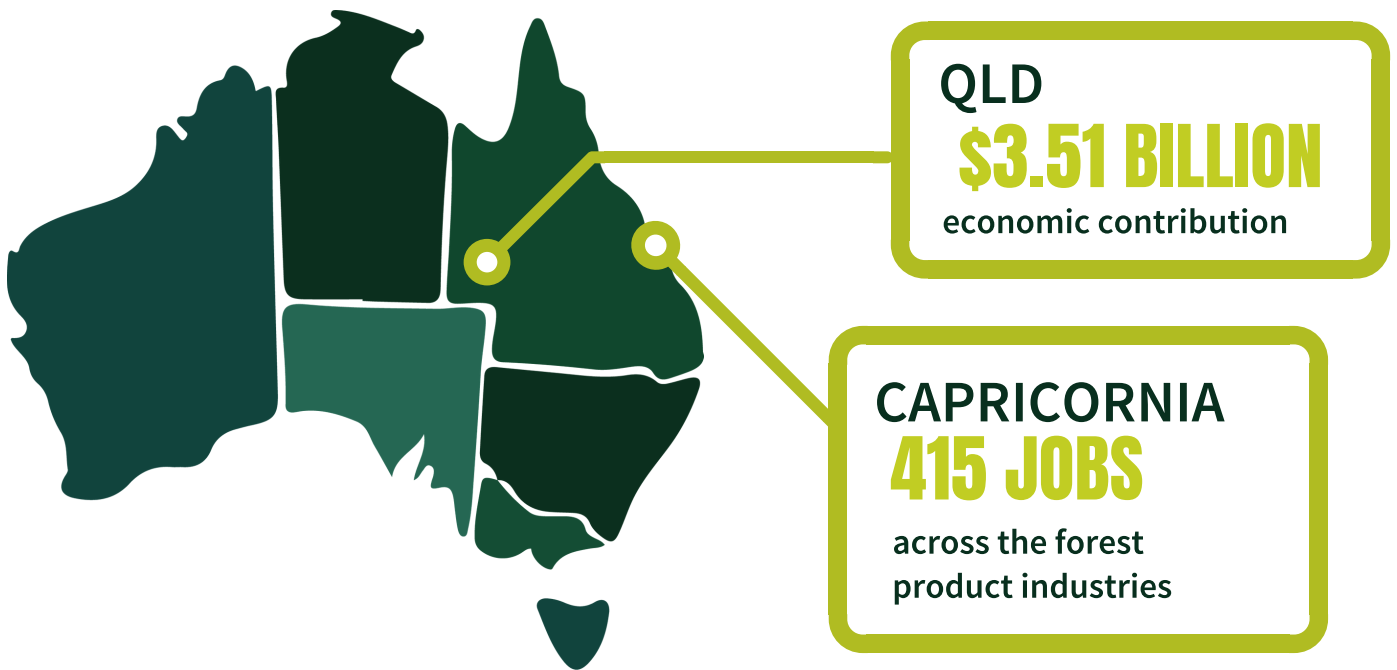 QLD
$3.51 BILLION
economic contribution
CAPRICORNIA
415 JOBS
across the forest
product industries